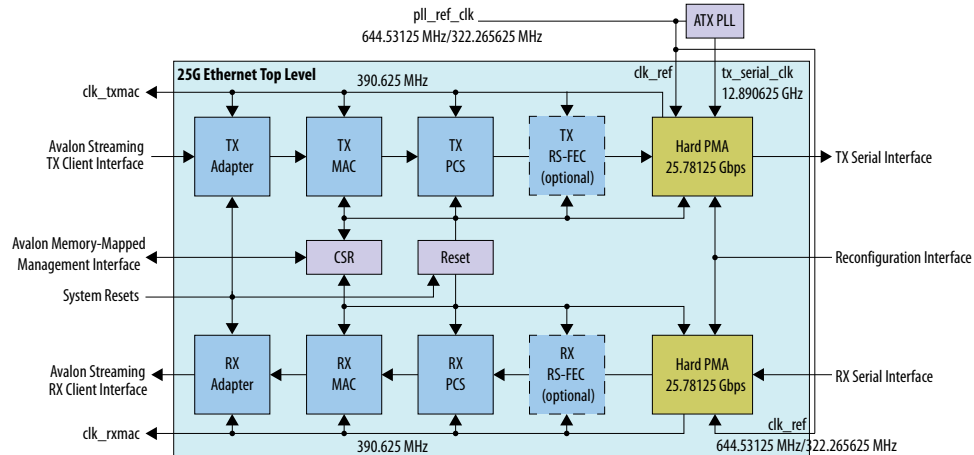 pll_ref_clk
644.53125 MHz/322.265625 MHz
ATX PLL
25G Ethernet Top Level
390.625 MHz
clk_ref
tx_serial_clk
12.890625 GHz
clk_txmac
Avalon Streaming
TX Client Interface
TX
Adapter
TX
MAC
TX
PCS
TX
RS-FEC
(optional)
Hard PMA
25.78125 Gbps
TX Serial Interface
Avalon Memory-Mapped
Management Interface
CSR
Reset
Reconfiguration Interface
System Resets
Avalon Streaming
RX Client Interface
RX
Adapter
RX
MAC
RX
PCS
RX
RS-FEC
(optional)
Hard PMA
25.78125 Gbps
RX Serial Interface
clk_rxmac
390.625 MHz
clk_ref
644.53125 MHz/322.265625 MHz